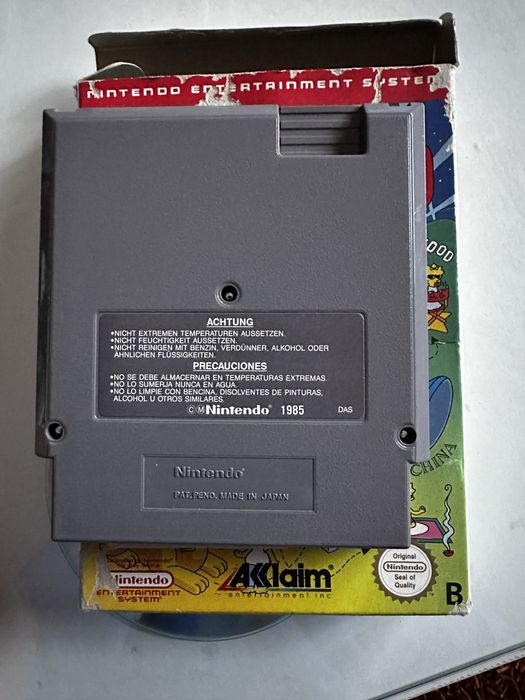 NINTENDO ENTERTAINMENT SYSTEM
ACHTUNG
•NICHT EXTREMEN TEMPERATUREN AUSSETZEN.
•NICHT FEUCHTIGKEIT AUSSETZEN.
•NICHT REINIGEN MIT BENZIN, VERDÜNNER, ALKOHOL ODER
ÄHNLICHEN FLÜSSIGKEITEN.
PRECAUCIONES
•NO SE DEBE ALMACERNAR EN TEMPERATURAS EXTREMAS.
•NO LO SUMERJA NUNCA EN AGUA.
•NO LO LIMPIE CON BENCINA, DISOLVENTES DE PINTURAS,
ALCOHOL U OTROS SIMILARES.
©Ⓜ Nintendo® 1985 DAS
CHINA
Nintendo®
PAT. PEND. MADE IN JAPAN
Nintendo
ENTERTAINMENT
SYSTEM®
AKklaim
entertainment inc
Original
Nintendo
Seal of
Quality
B